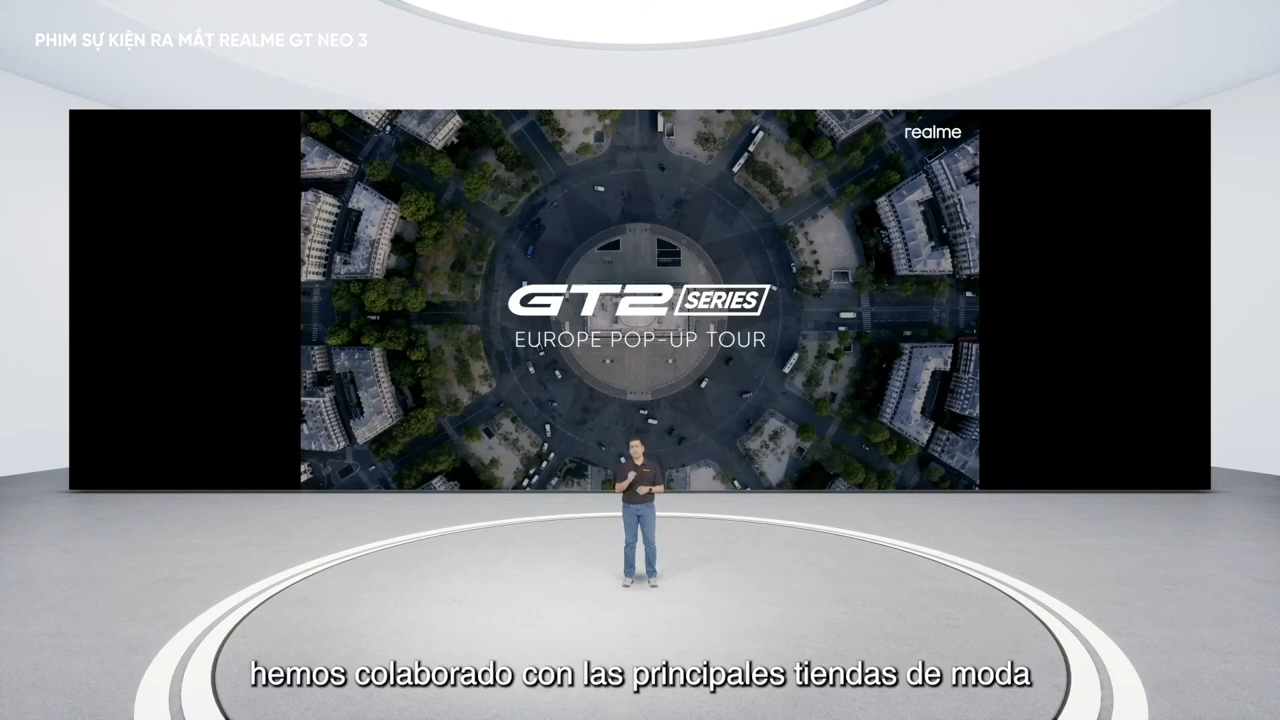 PHIM SỰ KIỆN RA MẮT REALME GT NEO 3
realme
GT2 SERIES
EUROPE POP-UP TOUR
hemos colaborado con las principales tiendas de moda